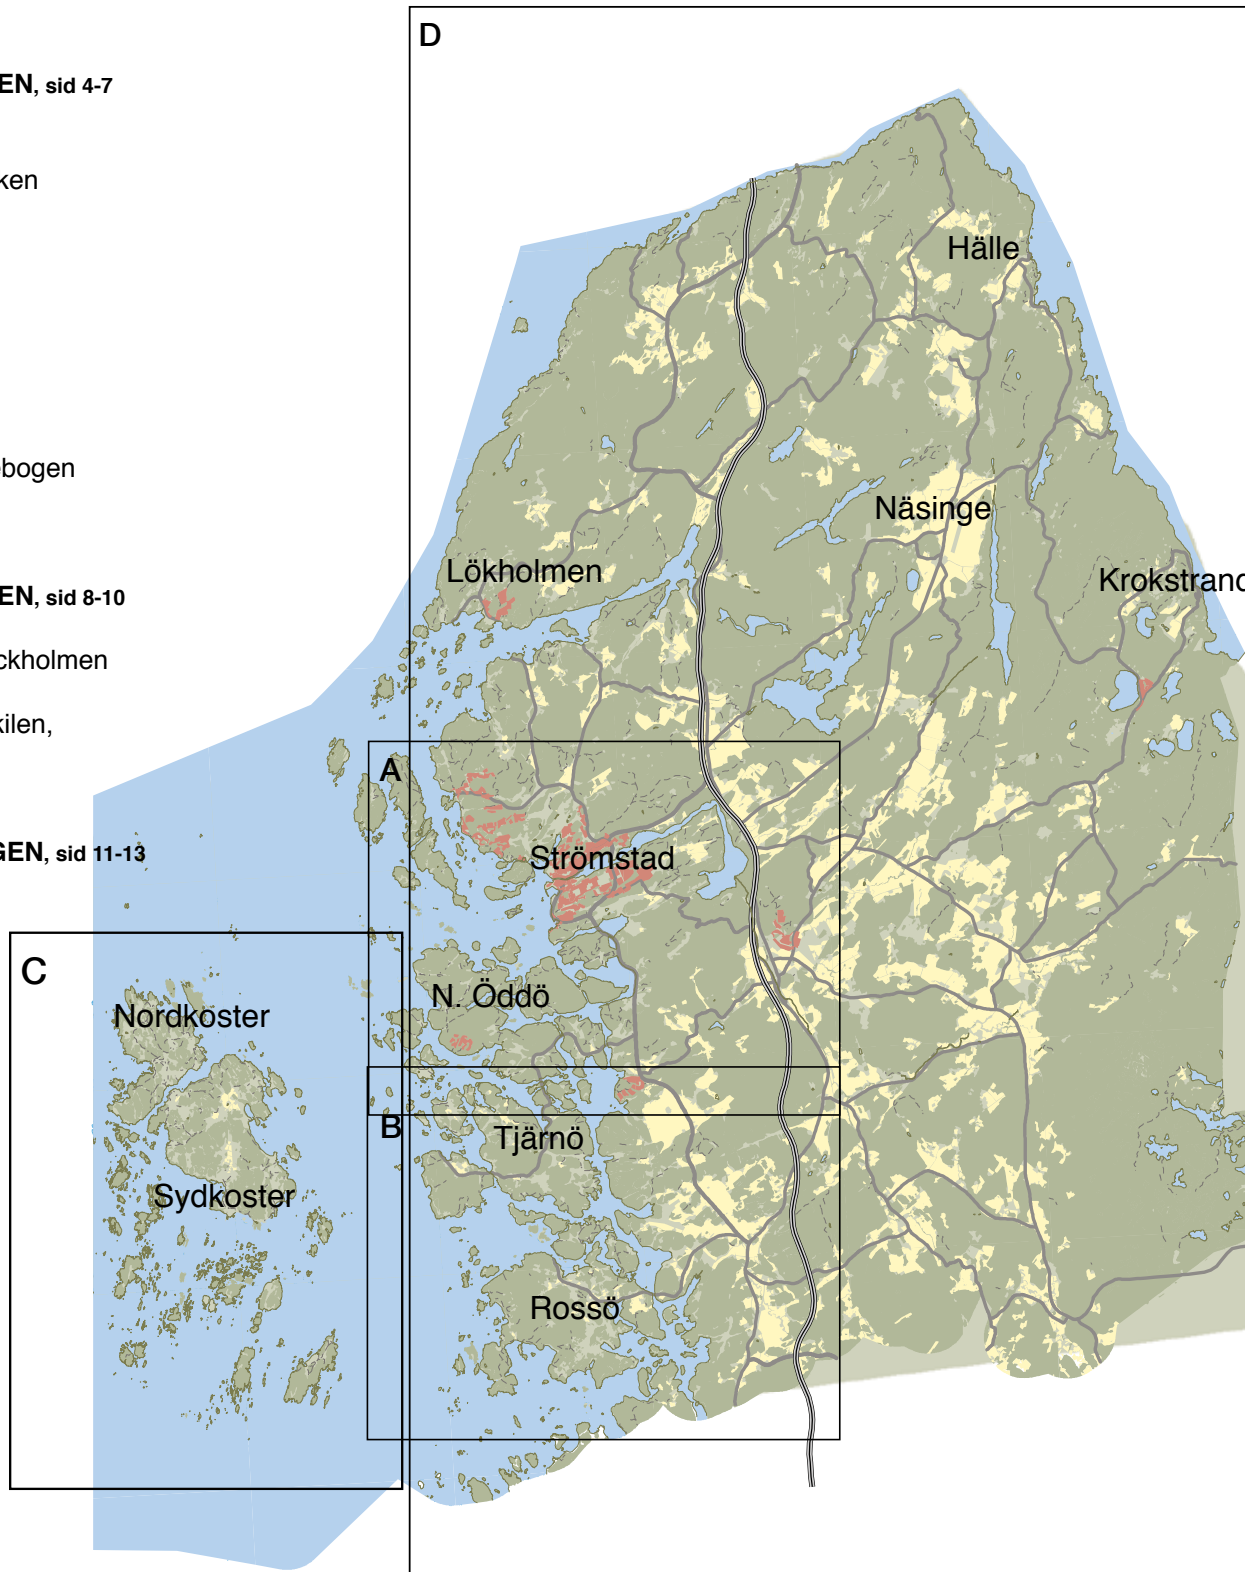 EN, sid 4-7
ken
ebogen
EN, sid 8-10
ckholmen
kilen,
GEN, sid 11-13
D
Hälle
Näsinge
Lökholmen
Krokstrand
A
Strömstad
C
N. Öddö
Nordkoster
B
Tjärnö
Sydkoster
Rossö